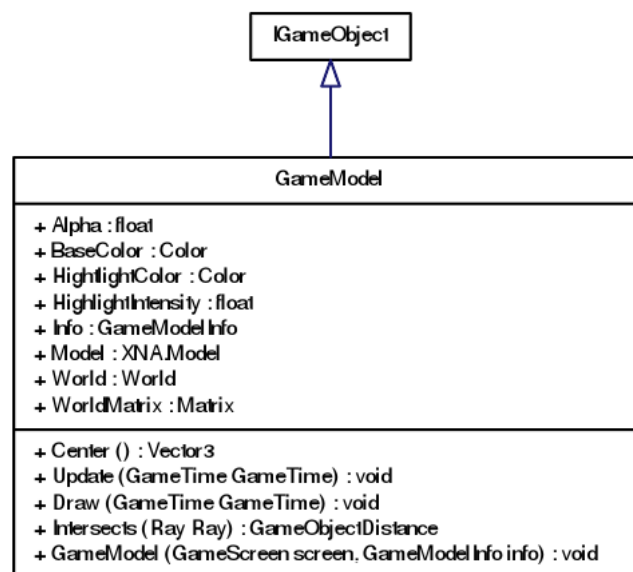 IGameObject
GameModel
+ Alpha : float
+ BaseColor : Color
+ HightlightColor : Color
+ HighlightIntensity : float
+ Info : GameModelInfo
+ Model : XNA.Model
+ World : World
+ WorldMatrix : Matrix
+ Center () : Vector3
+ Update (GameTime GameTime) : void
+ Draw (GameTime GameTime) : void
+ Intersects (Ray Ray) : GameObjectDistance
+ GameModel (GameScreen screen, GameModelInfo info) : void